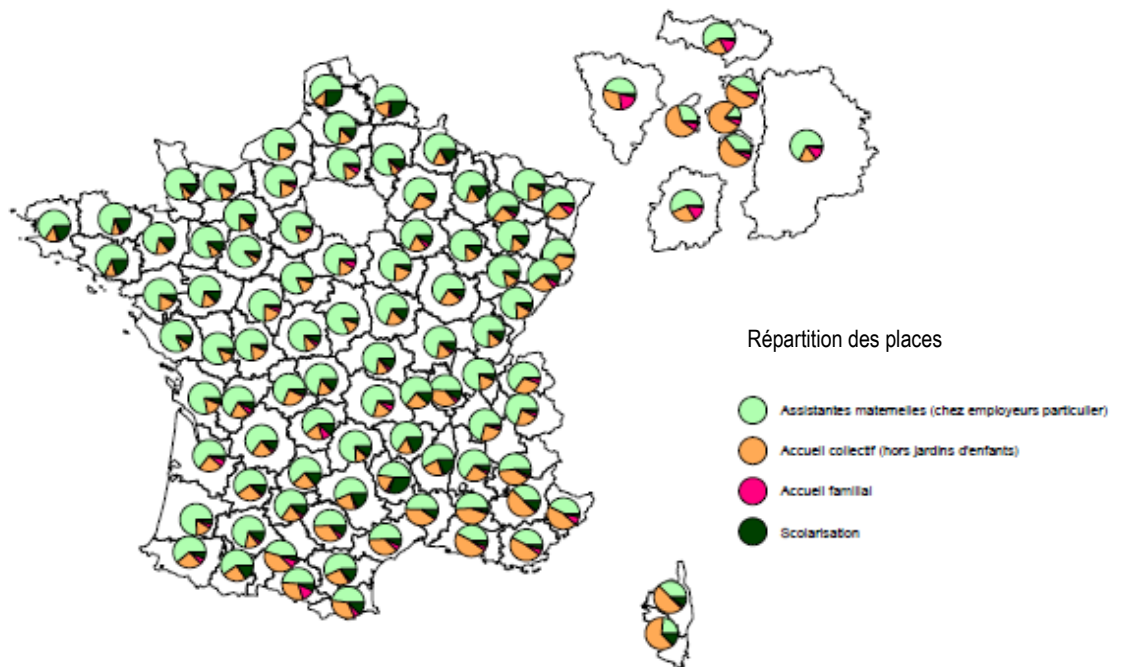 Répartition des places
Assistantes maternelles (chez employeurs particulier)
Accueil collectif (hors jardins d'enfants)
Accueil familial
Scolarisation